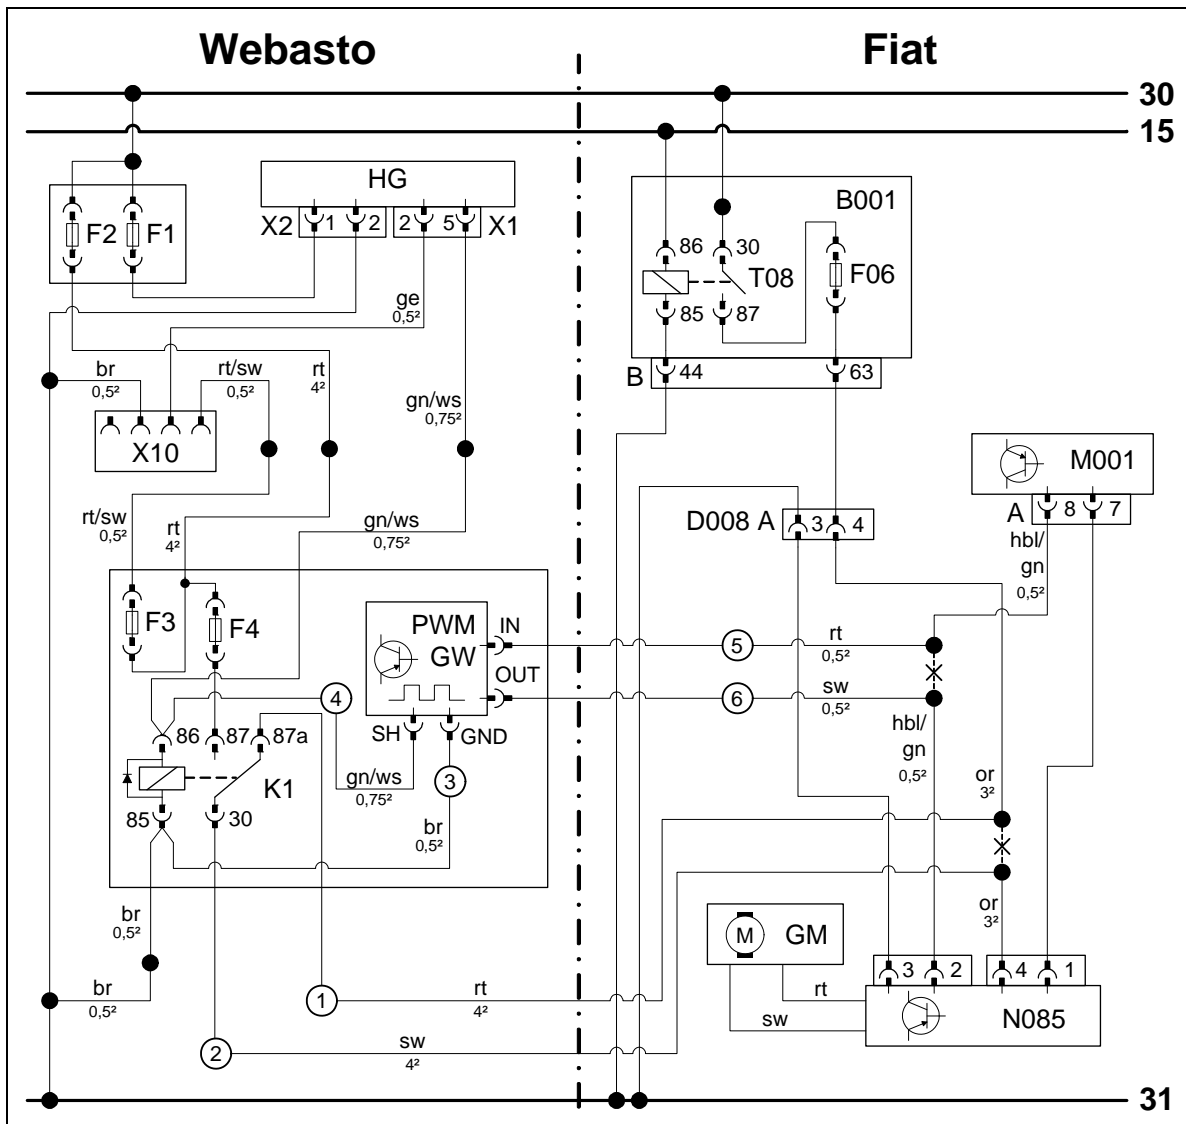 Webasto
Fiat
30
15
HG
X2
1
2
2
5
X1
F2
F1
B001
86
30
T08
F06
85
87
B
44
63
ge
0,5²
br
0,5²
rt/sw
0,5²
rt
4²
gn/ws
0,75²
X10
M001
A
8
7
D008 A
3
4
rt/sw
0,5²
rt
4²
gn/ws
0,75²
hbl/
gn
0,5²
F3
F4
PWM
GW
IN
OUT
SH
GND
5
rt
0,5²
4
6
sw
0,5²
86
87
87a
K1
85
30
gn/ws
0,75²
3
br
0,5²
hbl/
gn
0,5²
or
3²
or
3²
br
0,5²
br
0,5²
1
rt
4²
2
sw
4²
M
GM
rt
sw
3
2
4
1
N085
31